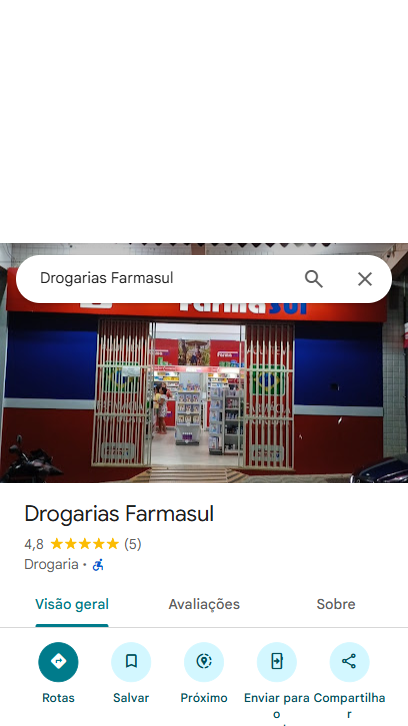 Drogarias Farmasul
Farmasul
Drogarias Farmasul
4,8 (5)
Drogaria ·
Visão geral
Avaliações
Sobre
Rotas
Salvar
Próximo
Enviar para o
Compartilhar